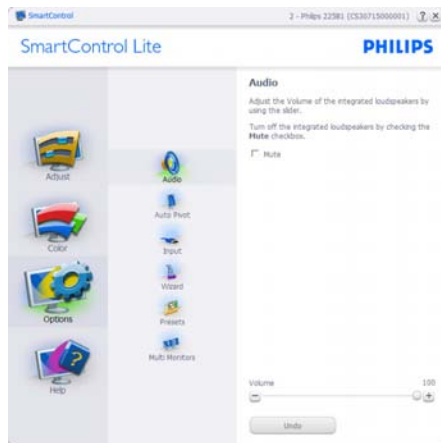 SmartControl
2 - Philips 225B1 (CS30715000001)
? X
SmartControl Lite
PHILIPS
Adjust
Color
Options
Help
Audio
Auto Pivot
Input
Wizard
Presets
Multi Monitors
Audio
Adjust the Volume of the integrated loudspeakers by
using the slider.
Turn off the integrated loudspeakers by checking the
Mute checkbox.
Mute
Volume 100
Undo